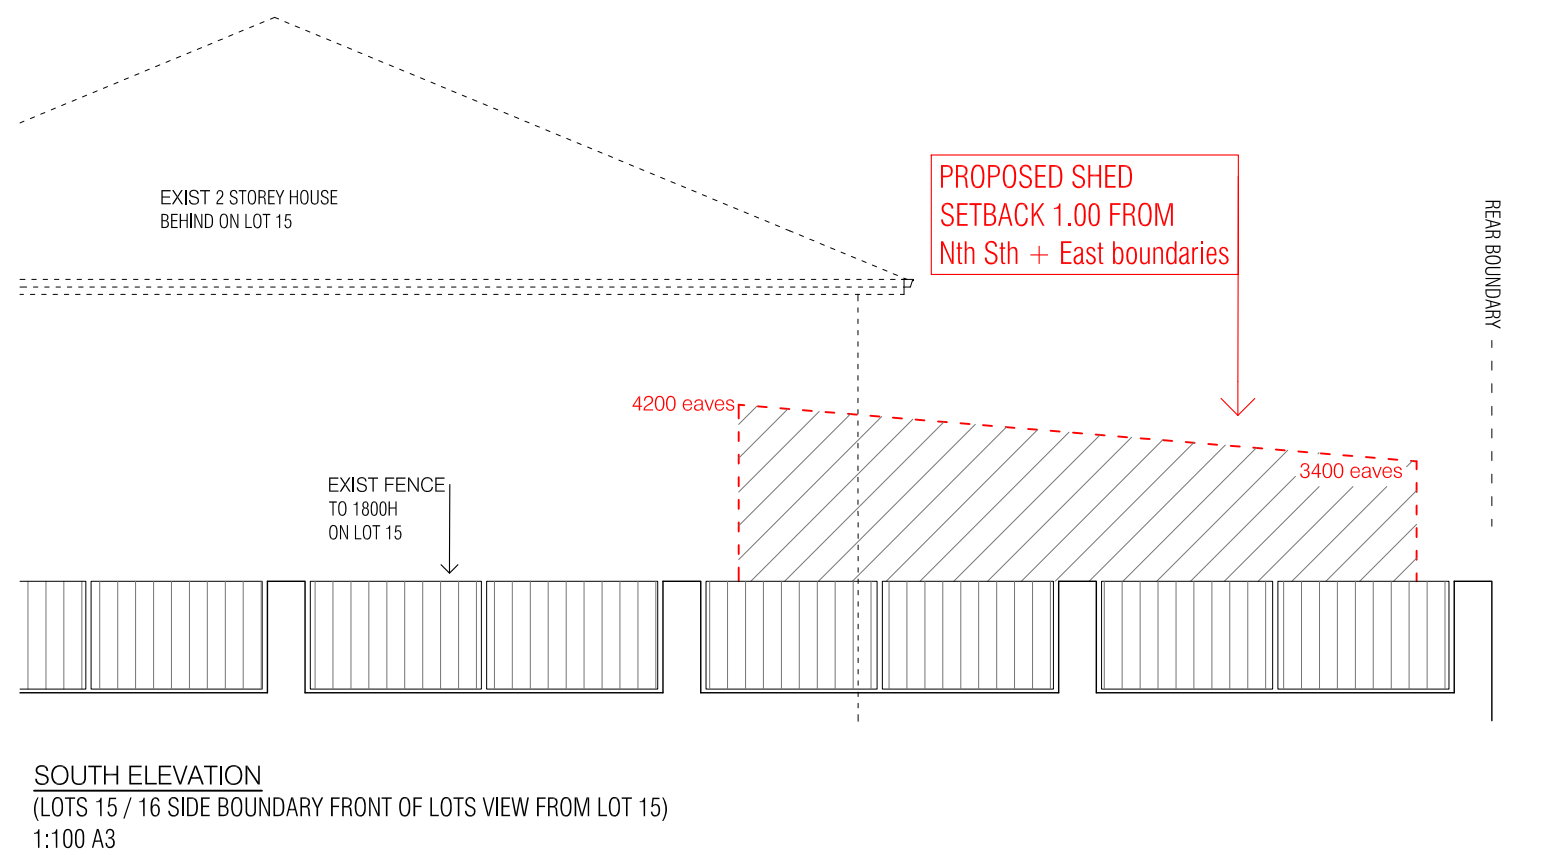 EXIST 2 STOREY HOUSE
BEHIND ON LOT 15
PROPOSED SHED
SETBACK 1.00 FROM
Nth Sth + East boundaries
REAR BOUNDARY
4200 eaves
3400 eaves
EXIST FENCE
TO 1800H
ON LOT 15
SOUTH ELEVATION
(LOTS 15 / 16 SIDE BOUNDARY FRONT OF LOTS VIEW FROM LOT 15)
1:100 A3